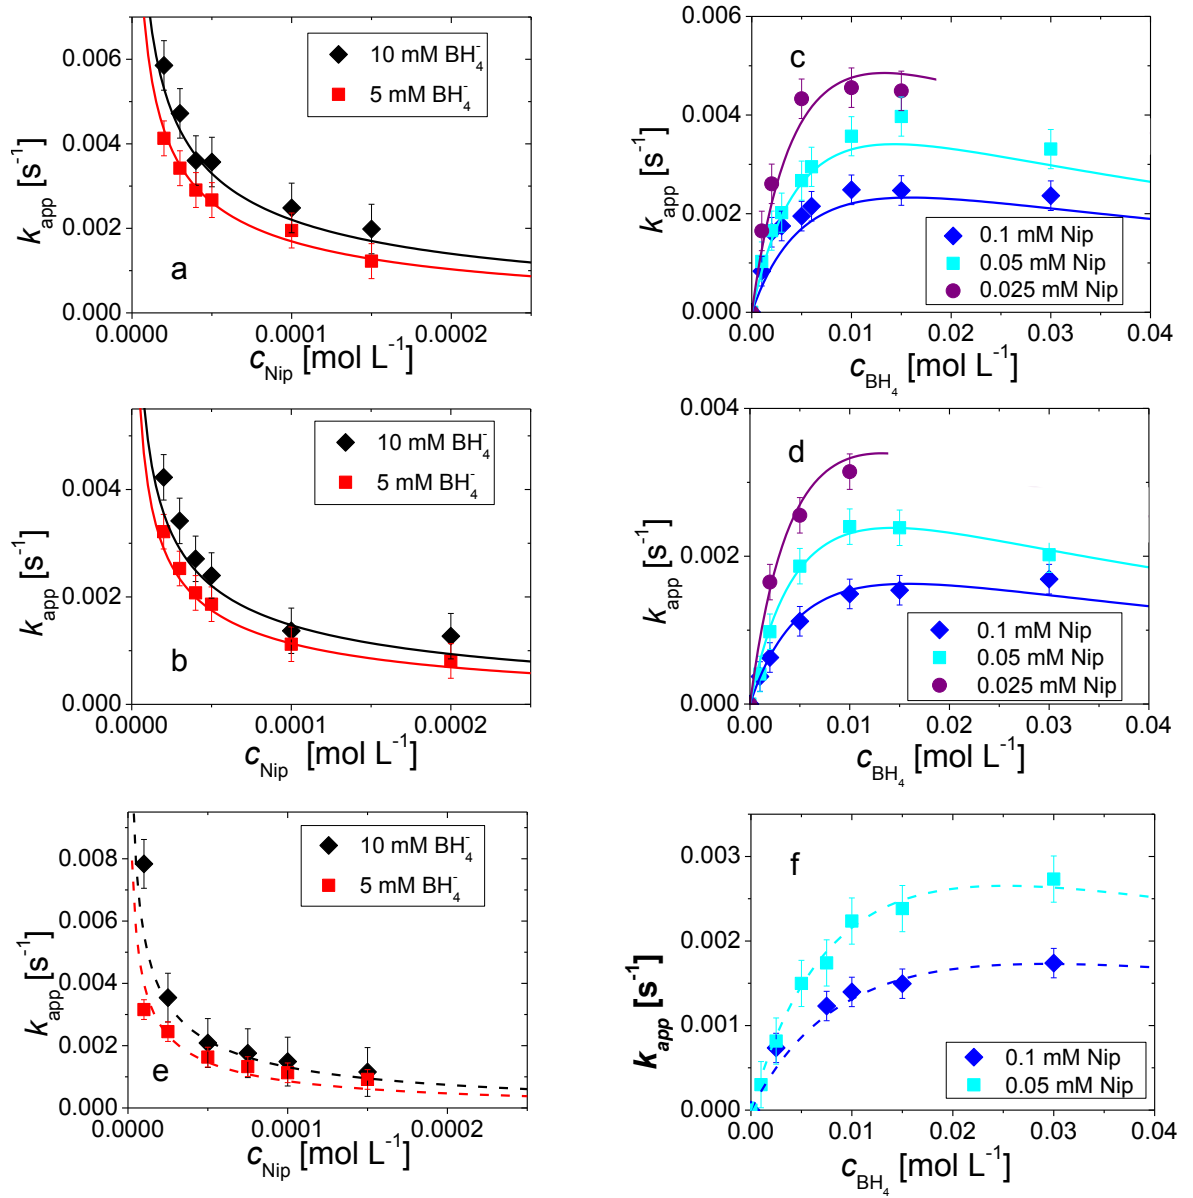 0.006
0.004
0.002
0.000
k_app [s⁻¹]
10 mM BH₄⁻
5 mM BH₄⁻
a
0.0000
0.0001
0.0002
c_Nip [mol L⁻¹]
0.006
0.004
0.002
0.000
k_app [s⁻¹]
c
0.1 mM Nip
0.05 mM Nip
0.025 mM Nip
0.00
0.01
0.02
0.03
0.04
c_BH₄ [mol L⁻¹]
0.004
0.002
0.000
k_app [s⁻¹]
10 mM BH₄⁻
5 mM BH₄⁻
b
0.0000
0.0001
0.0002
c_Nip [mol L⁻¹]
0.004
0.002
0.000
k_app [s⁻¹]
d
0.1 mM Nip
0.05 mM Nip
0.025 mM Nip
0.00
0.01
0.02
0.03
0.04
c_BH₄ [mol L⁻¹]
0.008
0.006
0.004
0.002
0.000
k_app [s⁻¹]
10 mM BH₄⁻
5 mM BH₄⁻
e
0.0000
0.0001
0.0002
c_Nip [mol L⁻¹]
0.003
0.002
0.001
0.000
k_app [s⁻¹]
f
0.1 mM Nip
0.05 mM Nip
0.00
0.01
0.02
0.03
0.04
c_BH₄ [mol L⁻¹]